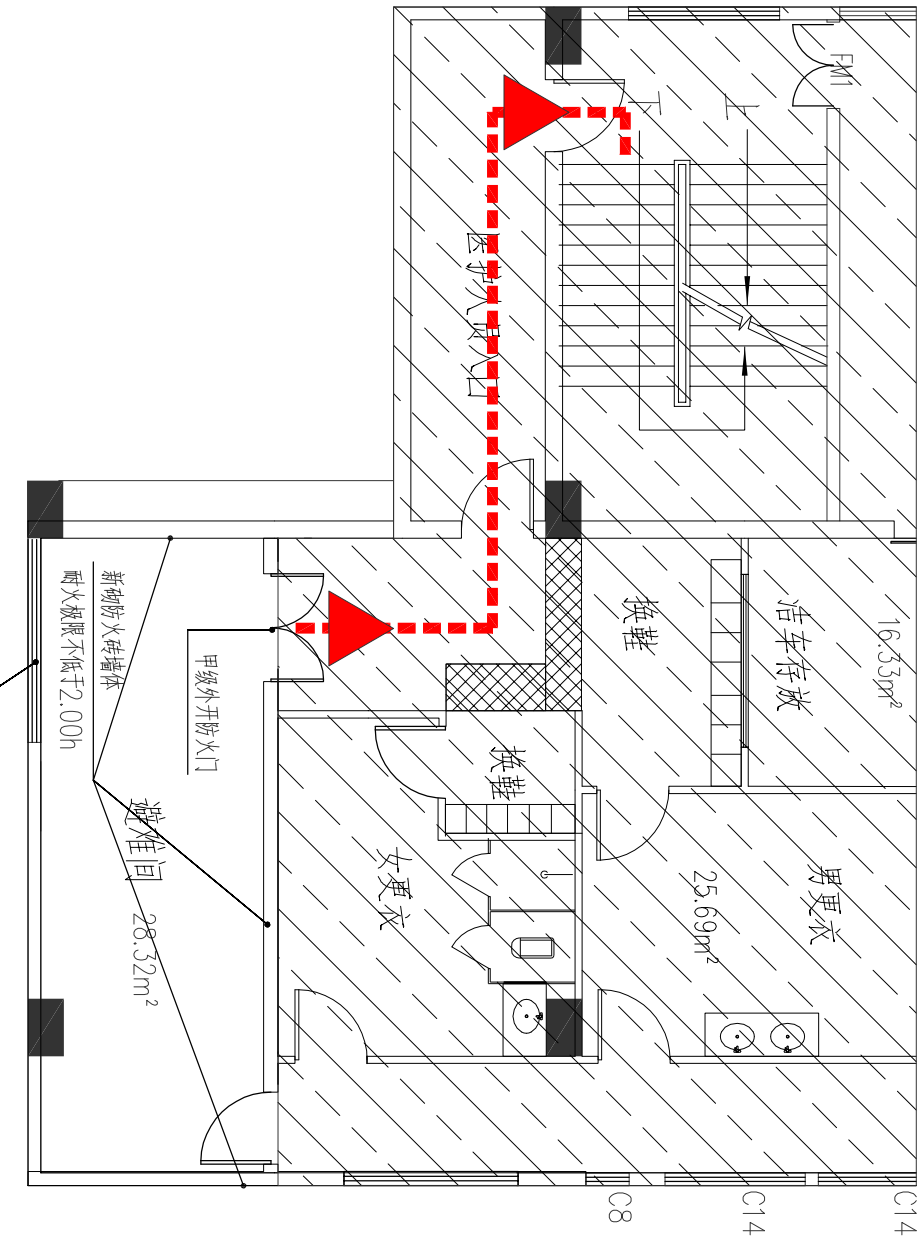 FM1
上
下
医护人员入口
16.33m²
洁车存放
换鞋
换鞋
男更衣
25.69m²
女更衣
甲级外开防火门
新砌防火砖墙体
耐火极限不低于2.00h
避难间
28.32m²
C8
C14
C14